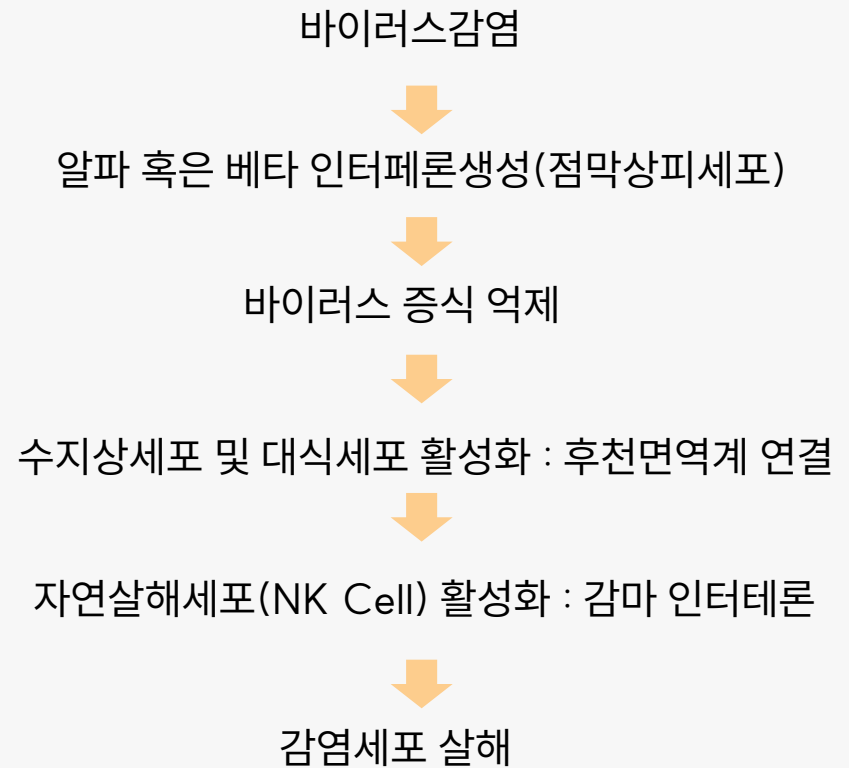 바이러스감염
알파 혹은 베타 인터페론생성(점막상피세포)
바이러스 증식 억제
수지상세포 및 대식세포 활성화 : 후천면역계 연결
자연살해세포(NK Cell) 활성화 : 감마 인터테론
감염세포 살해